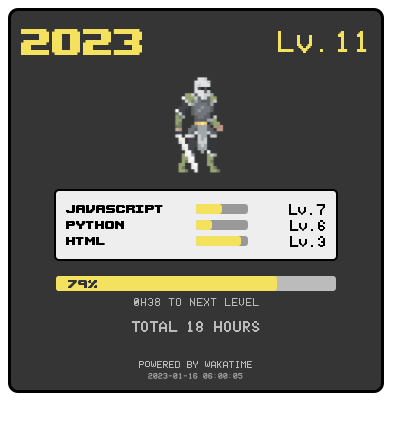 2023 Lv.11
JAVASCRIPT Lv.7
PYTHON Lv.6
HTML Lv.3
79%
0H38 TO NEXT LEVEL
TOTAL 18 HOURS
POWERED BY WAKATIME
2023-01-16 06:00:05